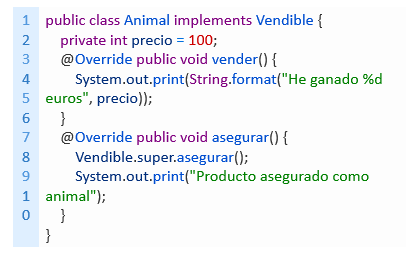 1 public class Animal implements Vendible {
2 private int precio = 100;
3 @Override public void vender() {
4 System.out.print(String.format("He ganado %d
5 euros", precio));
6 }
7 @Override public void asegurar() {
8 Vendible.super.asegurar();
9 System.out.print("Producto asegurado como
1 animal");
0 }
}